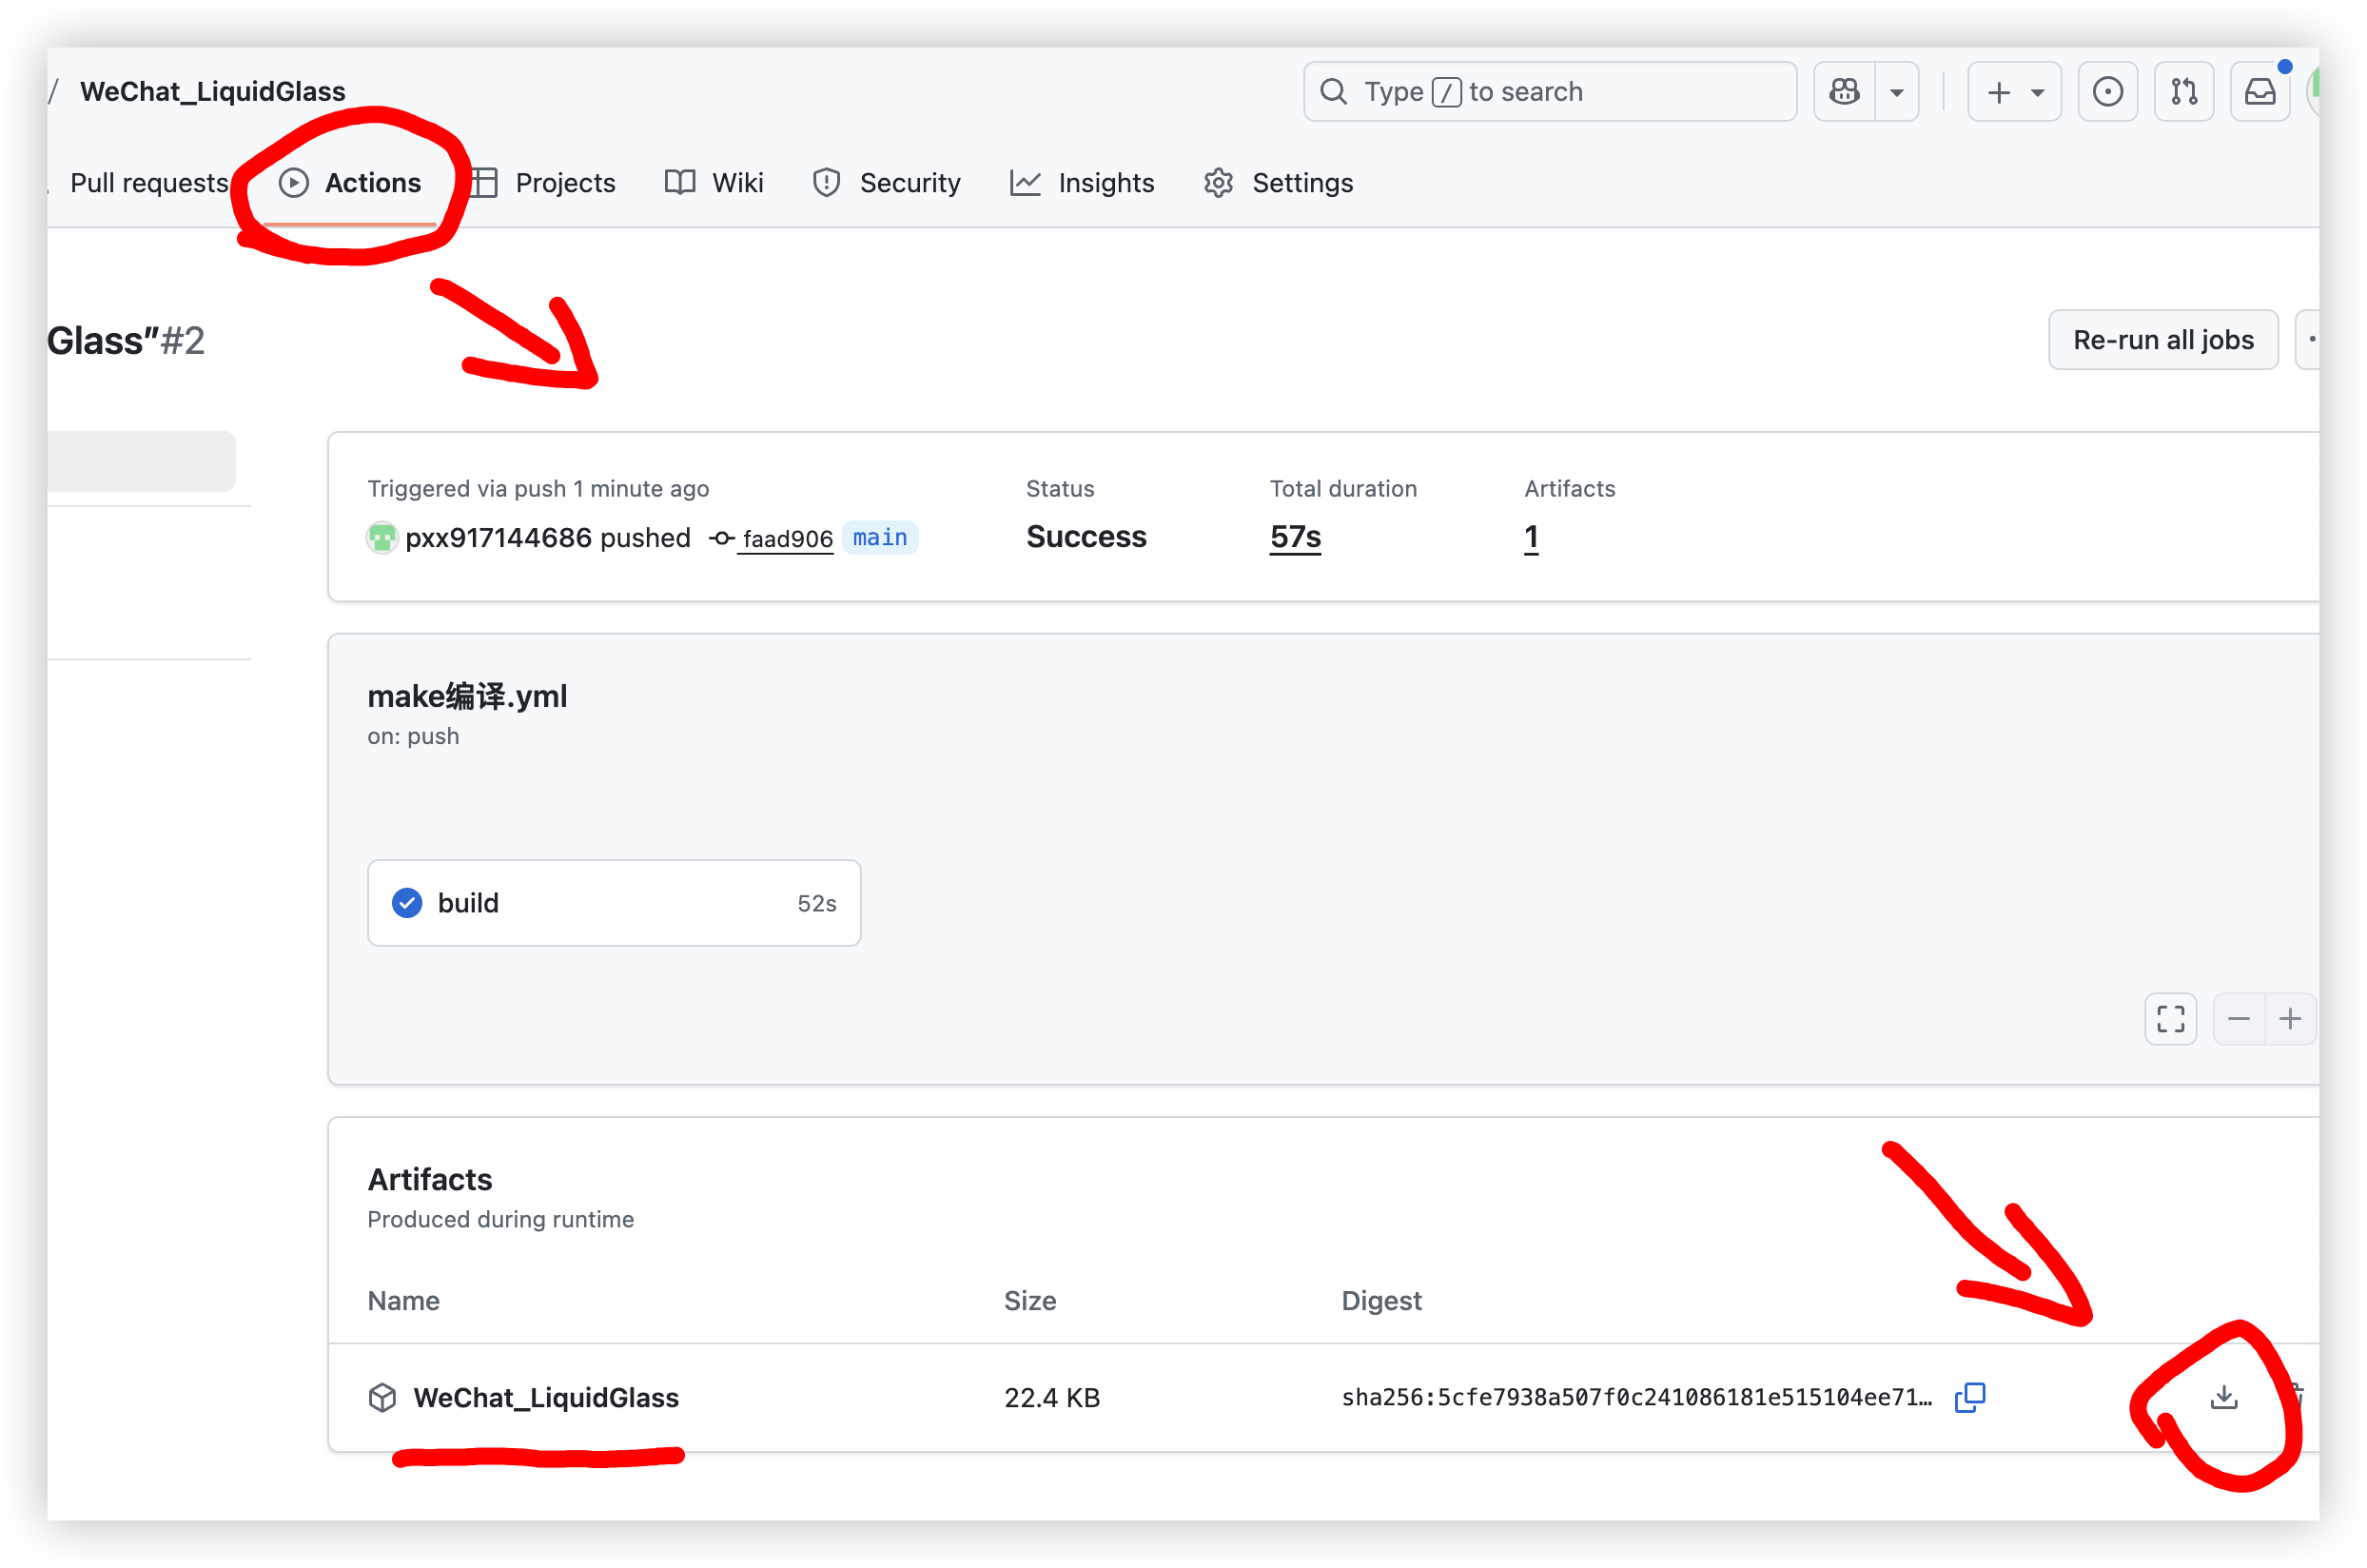 / WeChat_LiquidGlass
Type / to search
Pull requests Actions Projects Wiki Security Insights Settings
Glass”#2
Re-run all jobs
Triggered via push 1 minute ago Status Total duration Artifacts
pxx917144686 pushed faad906 main Success 57s 1
make编译.yml
on: push
build 52s
Artifacts
Produced during runtime
Name Size Digest
WeChat_LiquidGlass 22.4 KB sha256:5cfe7938a507f0c241086181e515104ee71…